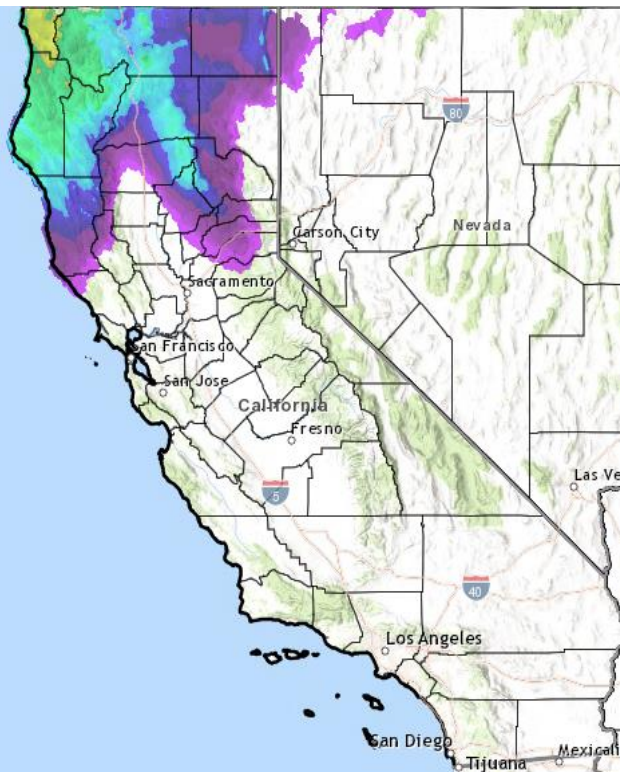 80
Carson City
Nevada
Sacramento
San Francisco
San Jose
California
Fresno
5
Las Ve
40
Los Angeles
San Diego
Tijuana
Mexicali